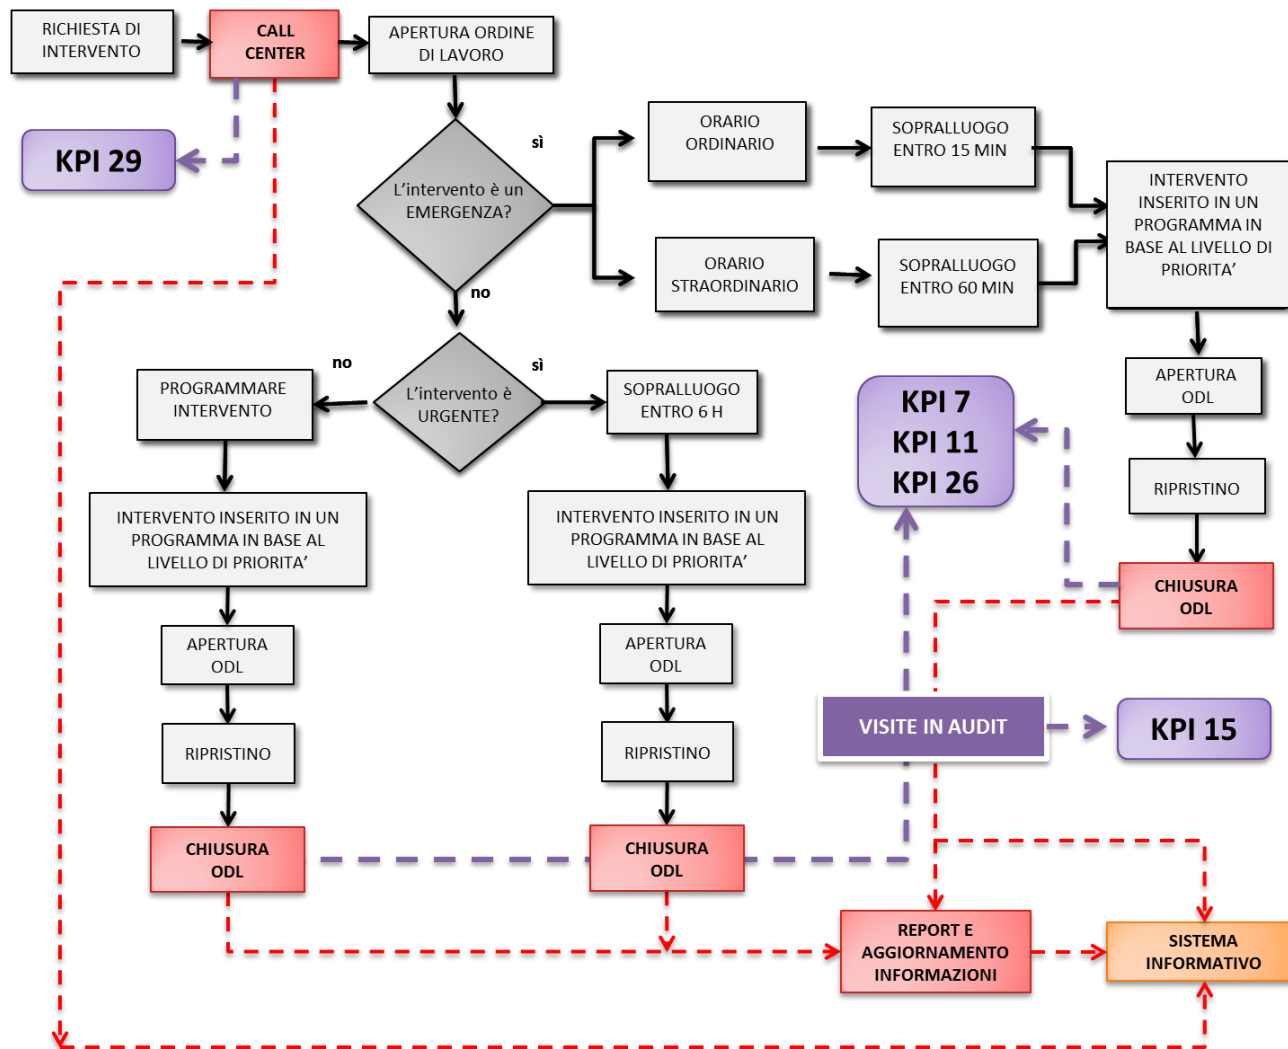 RICHIESTA DI
INTERVENTO
CALL
CENTER
APERTURA ORDINE
DI LAVORO
KPI 29
L'intervento è un
EMERGENZA?
sì
ORARIO
ORDINARIO
SOPRALLUOGO
ENTRO 15 MIN
INTERVENTO
INSERITO IN UN
PROGRAMMA IN
BASE AL LIVELLO DI
PRIORITA'
ORARIO
STRAORDINARIO
SOPRALLUOGO
ENTRO 60 MIN
no
L'intervento è
URGENTE?
no
sì
PROGRAMMARE
INTERVENTO
SOPRALLUOGO
ENTRO 6 H
KPI 7
KPI 11
KPI 26
APERTURA
ODL
RIPRISTINO
CHIUSURA
ODL
INTERVENTO INSERITO IN UN
PROGRAMMA IN BASE AL
LIVELLO DI PRIORITA'
INTERVENTO INSERITO IN UN
PROGRAMMA IN BASE AL
LIVELLO DI PRIORITA'
APERTURA
ODL
APERTURA
ODL
RIPRISTINO
RIPRISTINO
VISITE IN AUDIT
KPI 15
CHIUSURA
ODL
CHIUSURA
ODL
REPORT E
AGGIORNAMENTO
INFORMAZIONI
SISTEMA
INFORMATIVO